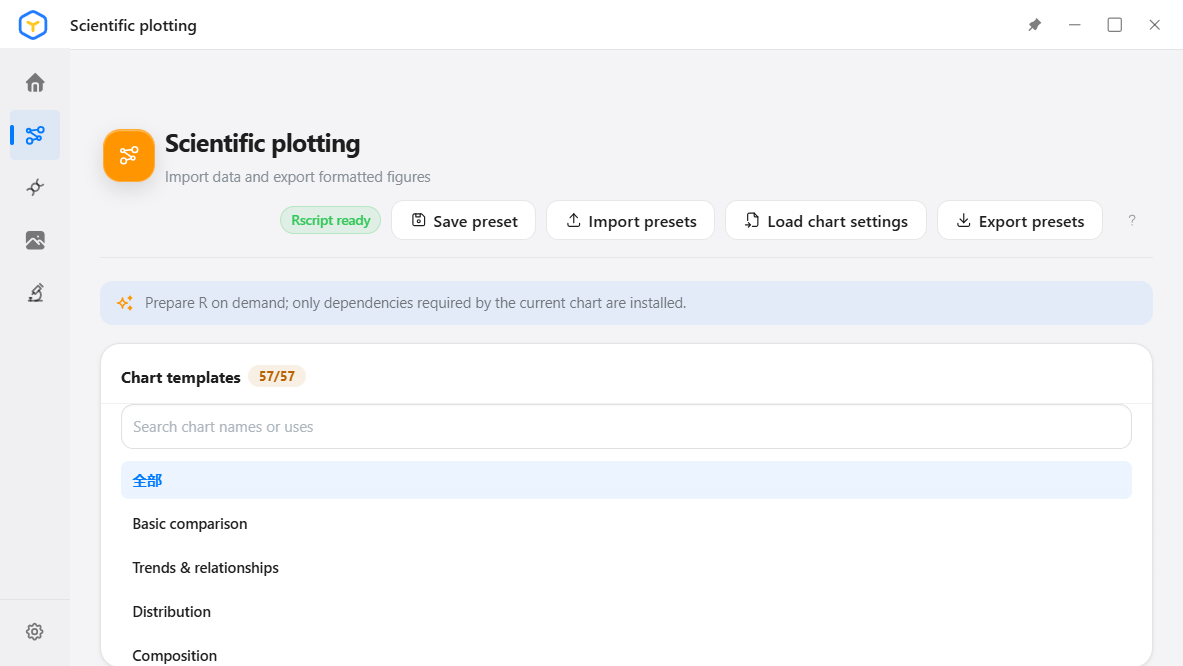 Scientific plotting
Scientific plotting
Import data and export formatted figures
Rscript ready
Save preset
Import presets
Load chart settings
Export presets
?
Prepare R on demand; only dependencies required by the current chart are installed.
Chart templates
57/57
Search chart names or uses
全部
Basic comparison
Trends & relationships
Distribution
Composition